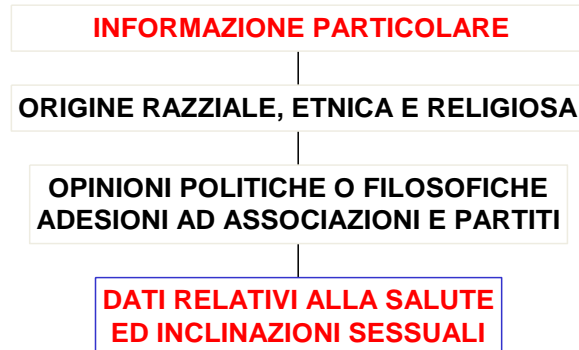 INFORMAZIONE PARTICOLARE
ORIGINE RAZZIALE, ETNICA E RELIGIOSA
OPINIONI POLITICHE O FILOSOFICHE
ADESIONI AD ASSOCIAZIONI E PARTITI
DATI RELATIVI ALLA SALUTE
ED INCLINAZIONI SESSUALI